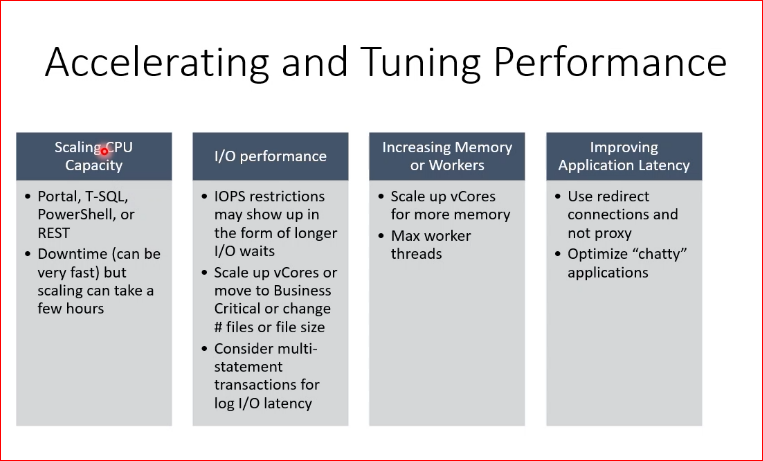 Accelerating and Tuning Performance
Scaling CPU
Capacity
• Portal, T-SQL,
PowerShell, or
REST
• Downtime (can be
very fast) but
scaling can take a
few hours
I/O performance
• IOPS restrictions
may show up in
the form of longer
I/O waits
• Scale up vCores or
move to Business
Critical or change
# files or file size
• Consider multi-
statement
transactions for
log I/O latency
Increasing Memory
or Workers
• Scale up vCores
for more memory
• Max worker
threads
Improving
Application Latency
• Use redirect
connections and
not proxy
• Optimize “chatty”
applications